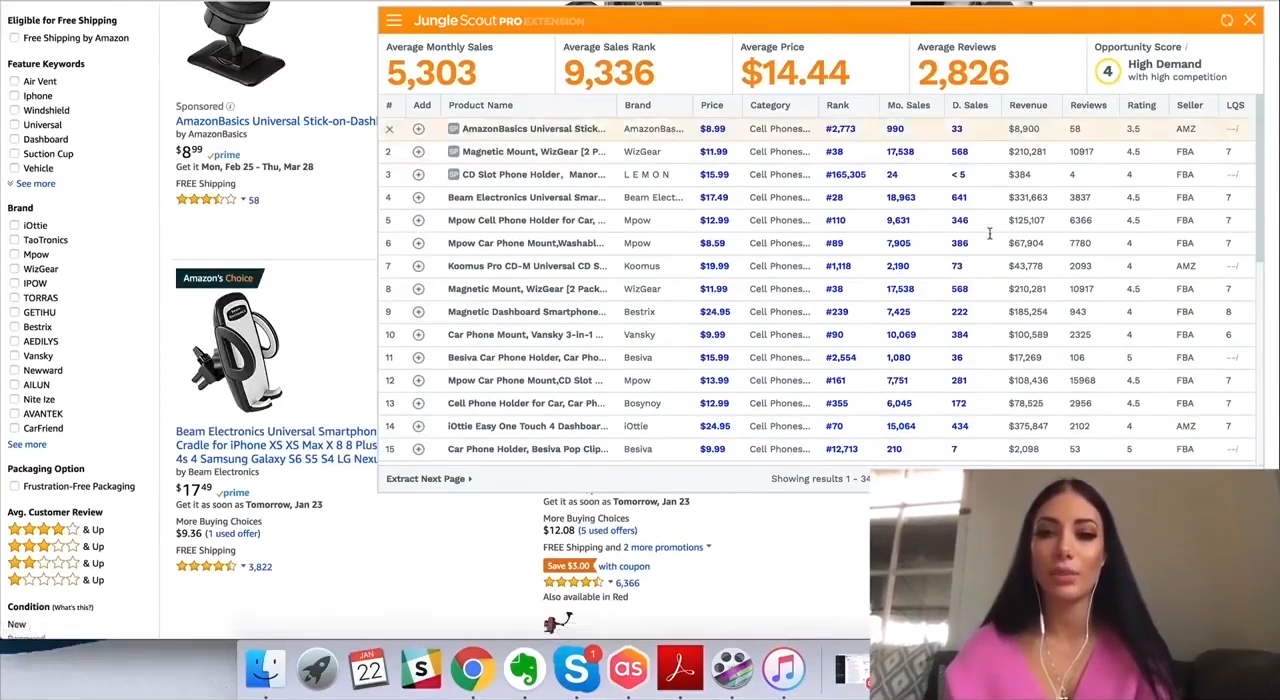 Eligible for Free Shipping
Free Shipping by Amazon
Feature Keywords
Air Vent
Iphone
Windshield
Universal
Dashboard
Suction Cup
Vehicle
See more
Brand
iOttie
TaoTronics
Mpow
WizGear
IPOW
TORRAS
GETIHU
Bestrix
AEDILYS
Vansky
Newward
AILUN
Nite Ize
AVANTEK
CarFriend
See more
Packaging Option
Frustration-Free Packaging
Avg. Customer Review
& Up
& Up
& Up
& Up
Condition (What's this?)
New
Sponsored
AmazonBasics Universal Stick-on-Dash
by AmazonBasics
$8 99 prime
Get it Mon, Feb 25 - Thu, Mar 28
FREE Shipping
58
Amazon's Choice
Beam Electronics Universal Smartphon
Cradle for iPhone XS XS Max X 8 8 Plus
4s 4 Samsung Galaxy S6 S5 S4 LG Nexu
by Beam Electronics
$17 49 prime
Get it as soon as Tomorrow, Jan 23
More Buying Choices
$9.36 (1 used offer)
FREE Shipping
3,822
Get it as soon as Tomorrow, Jan 23
More Buying Choices
$12.08 (5 used offers)
FREE Shipping and 2 more promotions
Save $3.00 with coupon
6,366
Also available in Red
Jungle Scout PRO EXTENSION
Average Monthly Sales
5,303
Average Sales Rank
9,336
Average Price
$14.44
Average Reviews
2,826
Opportunity Score i
4 High Demand
with high competition
# Add Product Name Brand Price Category Rank Mo. Sales D. Sales Revenue Reviews Rating Seller LQS
X SP AmazonBasics Universal Stick... AmazonBas... $8.99 Cell Phones... #2,773 990 33 $8,900 58 3.5 AMZ --/
2 SP Magnetic Mount, WizGear [2 P... WizGear $11.99 Cell Phones... #38 17,538 568 $210,281 10917 4.5 FBA 7
3 SP CD Slot Phone Holder, Manor... L E M O N $15.99 Cell Phones... #165,305 24 < 5 $384 4 4 FBA --/
4 Beam Electronics Universal Smar... Beam Elect... $17.49 Cell Phones... #28 18,963 641 $331,663 3837 4.5 FBA 7
5 Mpow Cell Phone Holder for Car, ... Mpow $12.99 Cell Phones... #110 9,631 346 $125,107 6366 4.5 FBA 7
6 Mpow Car Phone Mount,Washabl... Mpow $8.59 Cell Phones... #89 7,905 386 $67,904 7780 4 FBA 7
7 Koomus Pro CD-M Universal CD S... Koomus $19.99 Cell Phones... #1,118 2,190 73 $43,778 2093 4 AMZ --/
8 Magnetic Mount, WizGear [2 Pack... WizGear $11.99 Cell Phones... #38 17,538 568 $210,281 10917 4.5 FBA 7
9 Magnetic Dashboard Smartphone... Bestrix $24.95 Cell Phones... #239 7,425 222 $185,254 943 4 FBA 8
10 Car Phone Mount, Vansky 3-in-1 ... Vansky $9.99 Cell Phones... #90 10,069 384 $100,589 2325 4 FBA 6
11 Besiva Car Phone Holder, Car Pho... Besiva $15.99 Cell Phones... #2,554 1,080 36 $17,269 106 5 FBA --/
12 Mpow Car Phone Mount,CD Slot ... Mpow $13.99 Cell Phones... #161 7,751 281 $108,436 15968 4.5 FBA 7
13 Cell Phone Holder for Car, Car Ph... Bosynoy $12.99 Cell Phones... #355 6,045 172 $78,525 2956 4.5 FBA 7
14 iOttie Easy One Touch 4 Dashboar... iOttie $24.95 Cell Phones... #70 15,064 434 $375,847 2102 4 AMZ 7
15 Car Phone Holder, Besiva Pop Clip... Besiva $9.99 Cell Phones... #12,713 210 7 $2,098 53 5 FBA --/
Extract Next Page
Showing results 1 - 34
JAN
22
S
S
1
as